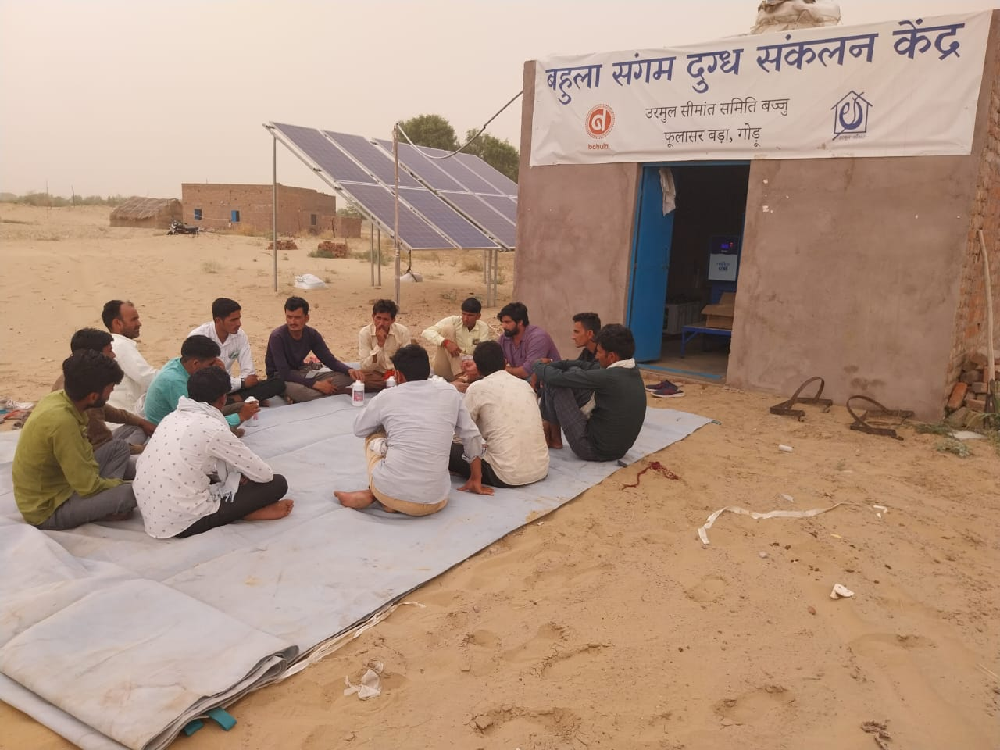 बहुला संगम दुग्ध संकलन केंद्र
उरमुल सीमांत समिति बज्जु
फूलासर बड़ा, गोडू
bahula